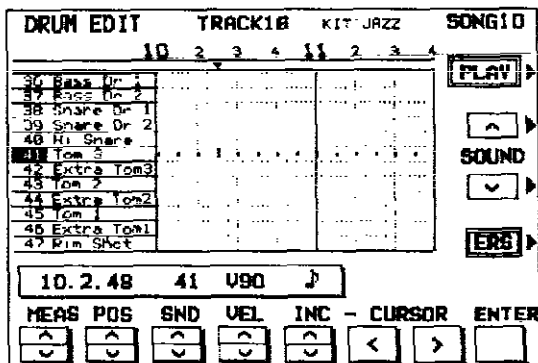 DRUM EDIT TRACK10 KIT JAZZ SONG10
10 2 3 4 11 2 3 4
PLAY
36 Bass Dr 1
37 Bass Dr 2
38 Snare Dr 1
39 Snare Dr 2
40 Hi Snare
41 Tom 3
42 Extra Tom3
43 Tom 2
44 Extra Tom2
45 Tom 1
46 Extra Tom1
47 Rim Shot
SOUND
ERS
10.2.48 41 V90 ♪
MEAS POS SND VEL INC - CURSOR ENTER